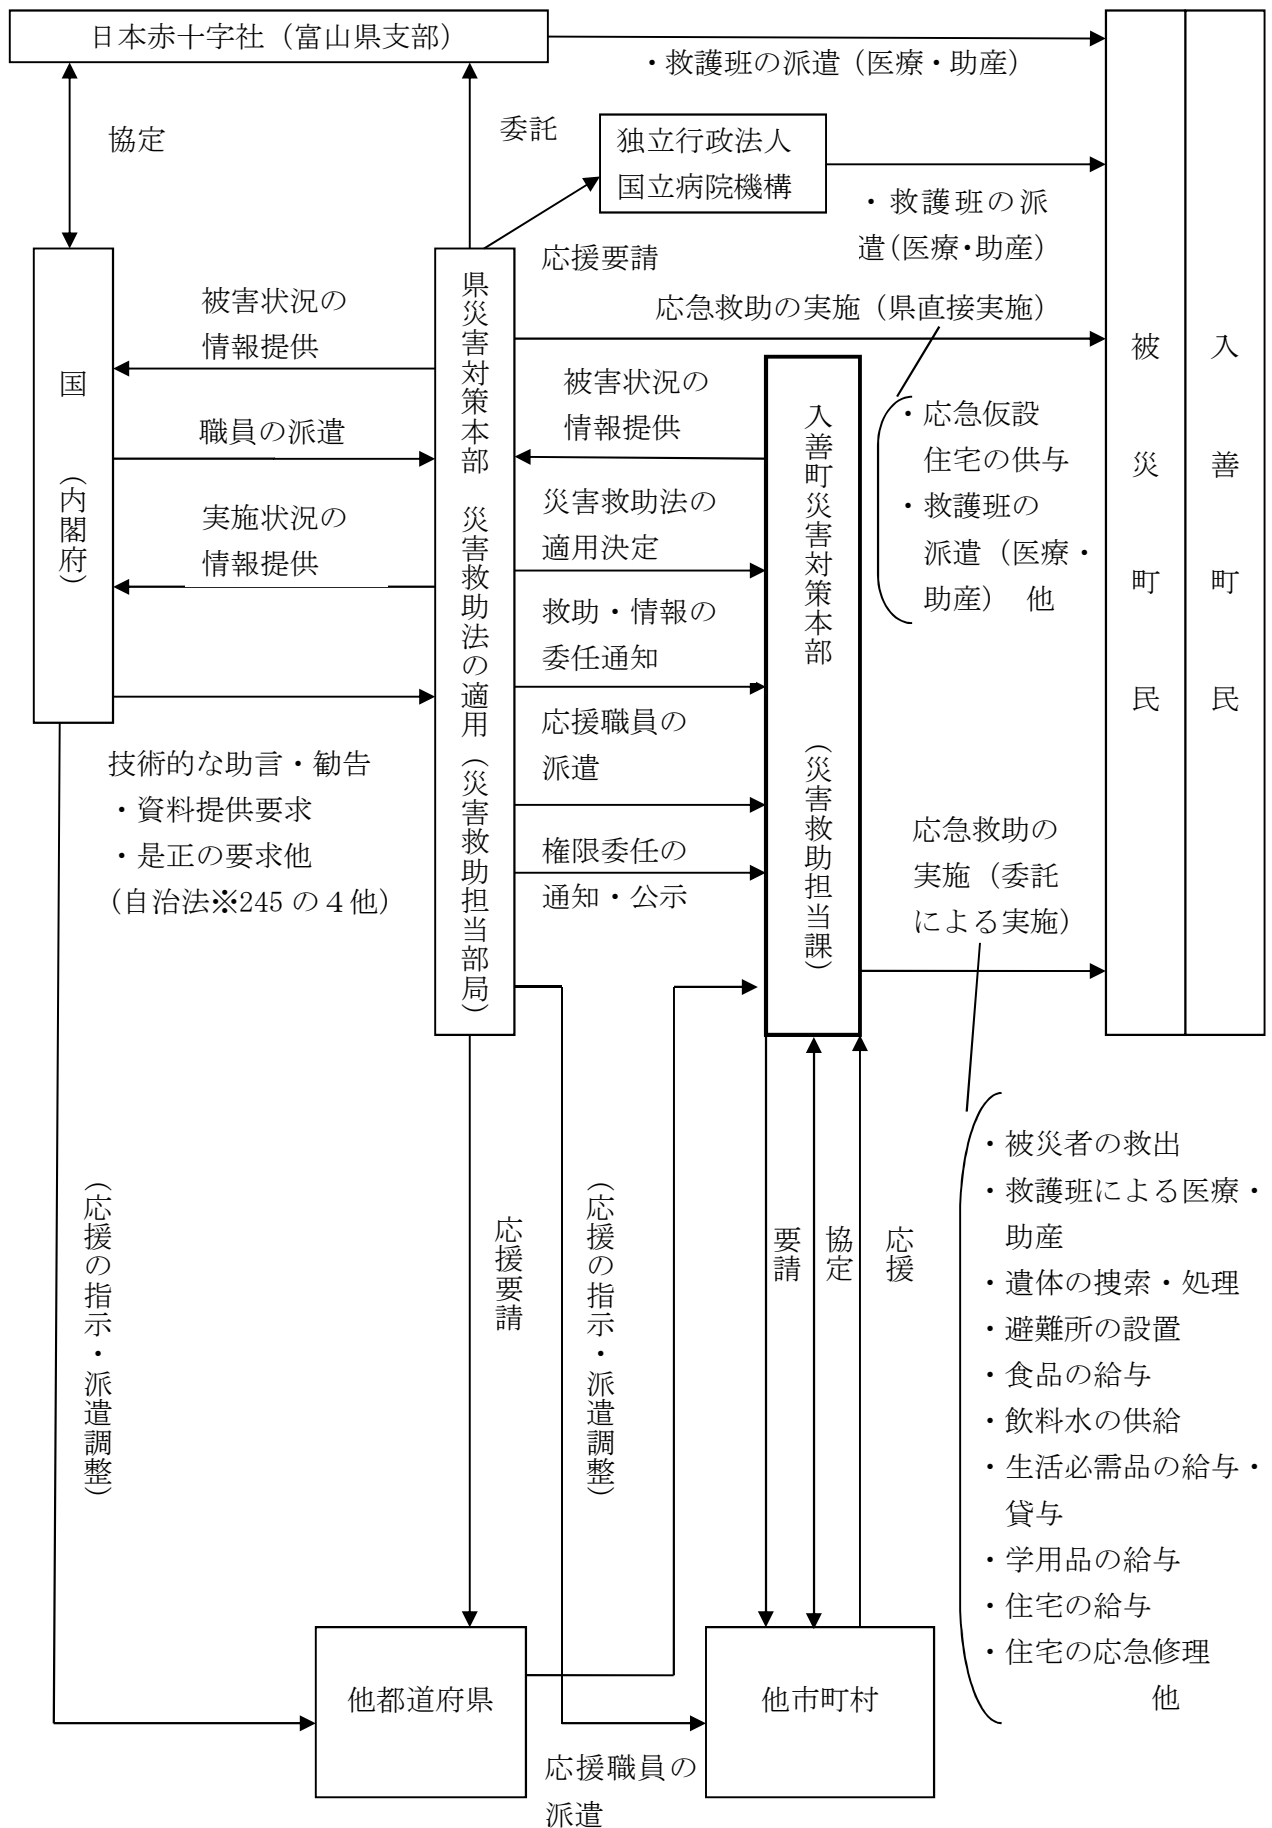 日本赤十字社（富山県支部）
・救護班の派遣（医療・助産）
協定
委託
独立行政法人
国立病院機構
・救護班の派
遣（医療・助産）
応援要請
応急救助の実施（県直接実施）
国　（内閣府）
被害状況の
情報提供
職員の派遣
実施状況の
情報提供
技術的な助言・勧告
・資料提供要求
・是正の要求他
（自治法※245 の４他）
県災害対策本部　災害救助法の適用（災害救助担当部局）
被害状況の
情報提供
災害救助法の
適用決定
救助・情報の
委任通知
応援職員の
派遣
権限委任の
通知・公示
入善町災害対策本部　（災害救助担当課）
・応急仮設
住宅の供与
・救護班の
派遣（医療・
助産）　他
被災町民
入善町民
応急救助の
実施（委託
による実施）
・被災者の救出
・救護班による医療・
助産
・遺体の捜索・処理
・避難所の設置
・食品の給与
・飲料水の供給
・生活必需品の給与・
貸与
・学用品の給与
・住宅の給与
・住宅の応急修理
他
（応援の指示・派遣調整）
応援要請
（応援の指示・派遣調整）
要請
協定
応援
他都道府県
他市町村
応援職員の
派遣